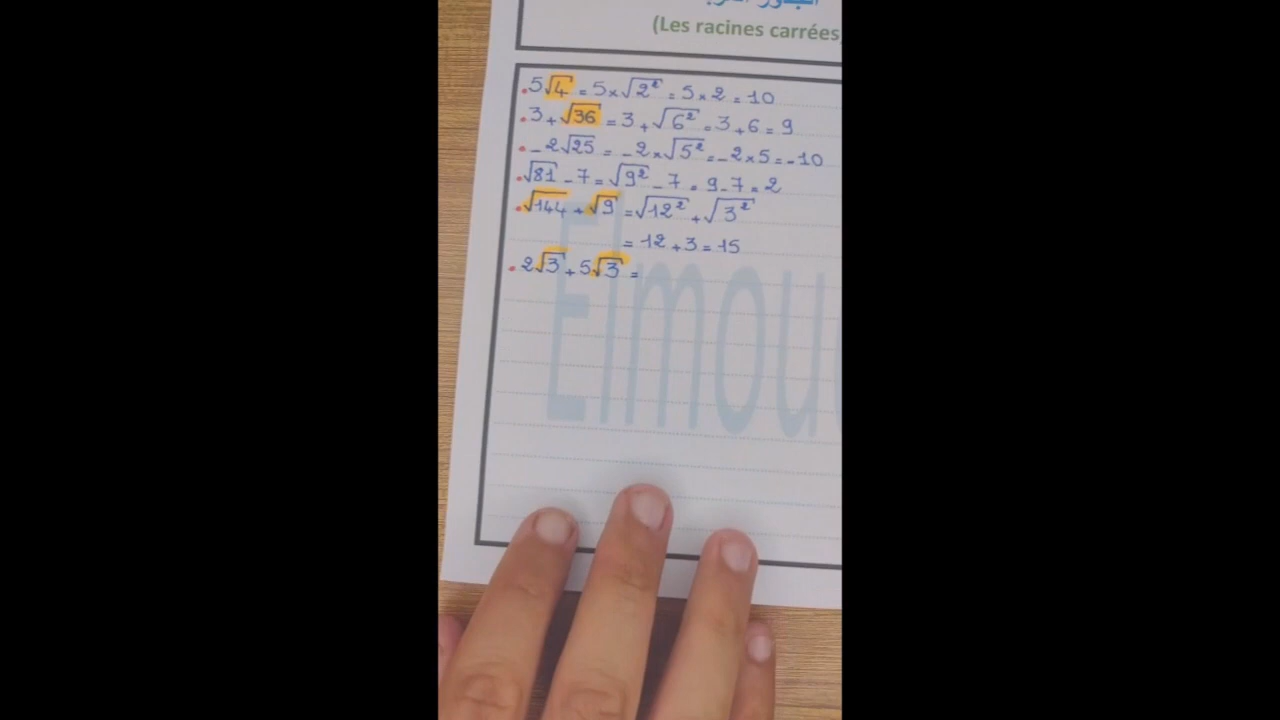 (Les racines carrées
.5√4 = 5×√2² = 5×2 = 10
.3+√36 = 3+√6² = 3+6 = 9
.-2√25 = -2×√5² = -2×5 = -10
.√81 - 7 = √9² - 7 = 9-7 = 2
.√144 + √9 = √12² + √3²
= 12+3 = 15
.2√3 + 5√3 =
Elmou